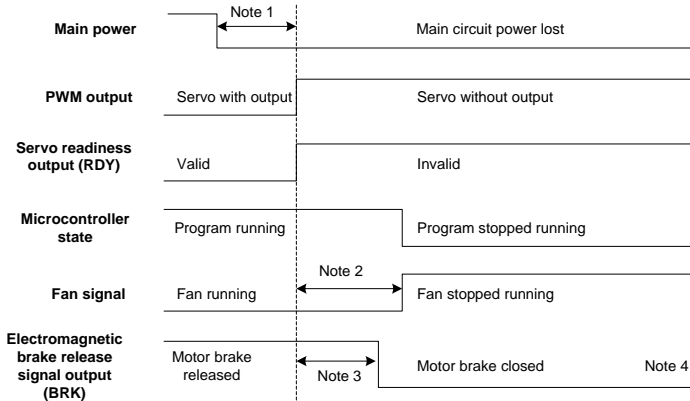 Note 1
Main power
Main circuit power lost
PWM output
Servo with output
Servo without output
Servo readiness
output (RDY)
Valid
Invalid
Microcontroller
state
Program running
Program stopped running
Note 2
Fan signal
Fan running
Fan stopped running
Electromagnetic
brake release
signal output
(BRK)
Motor brake
released
Note 3
Motor brake closed
Note 4